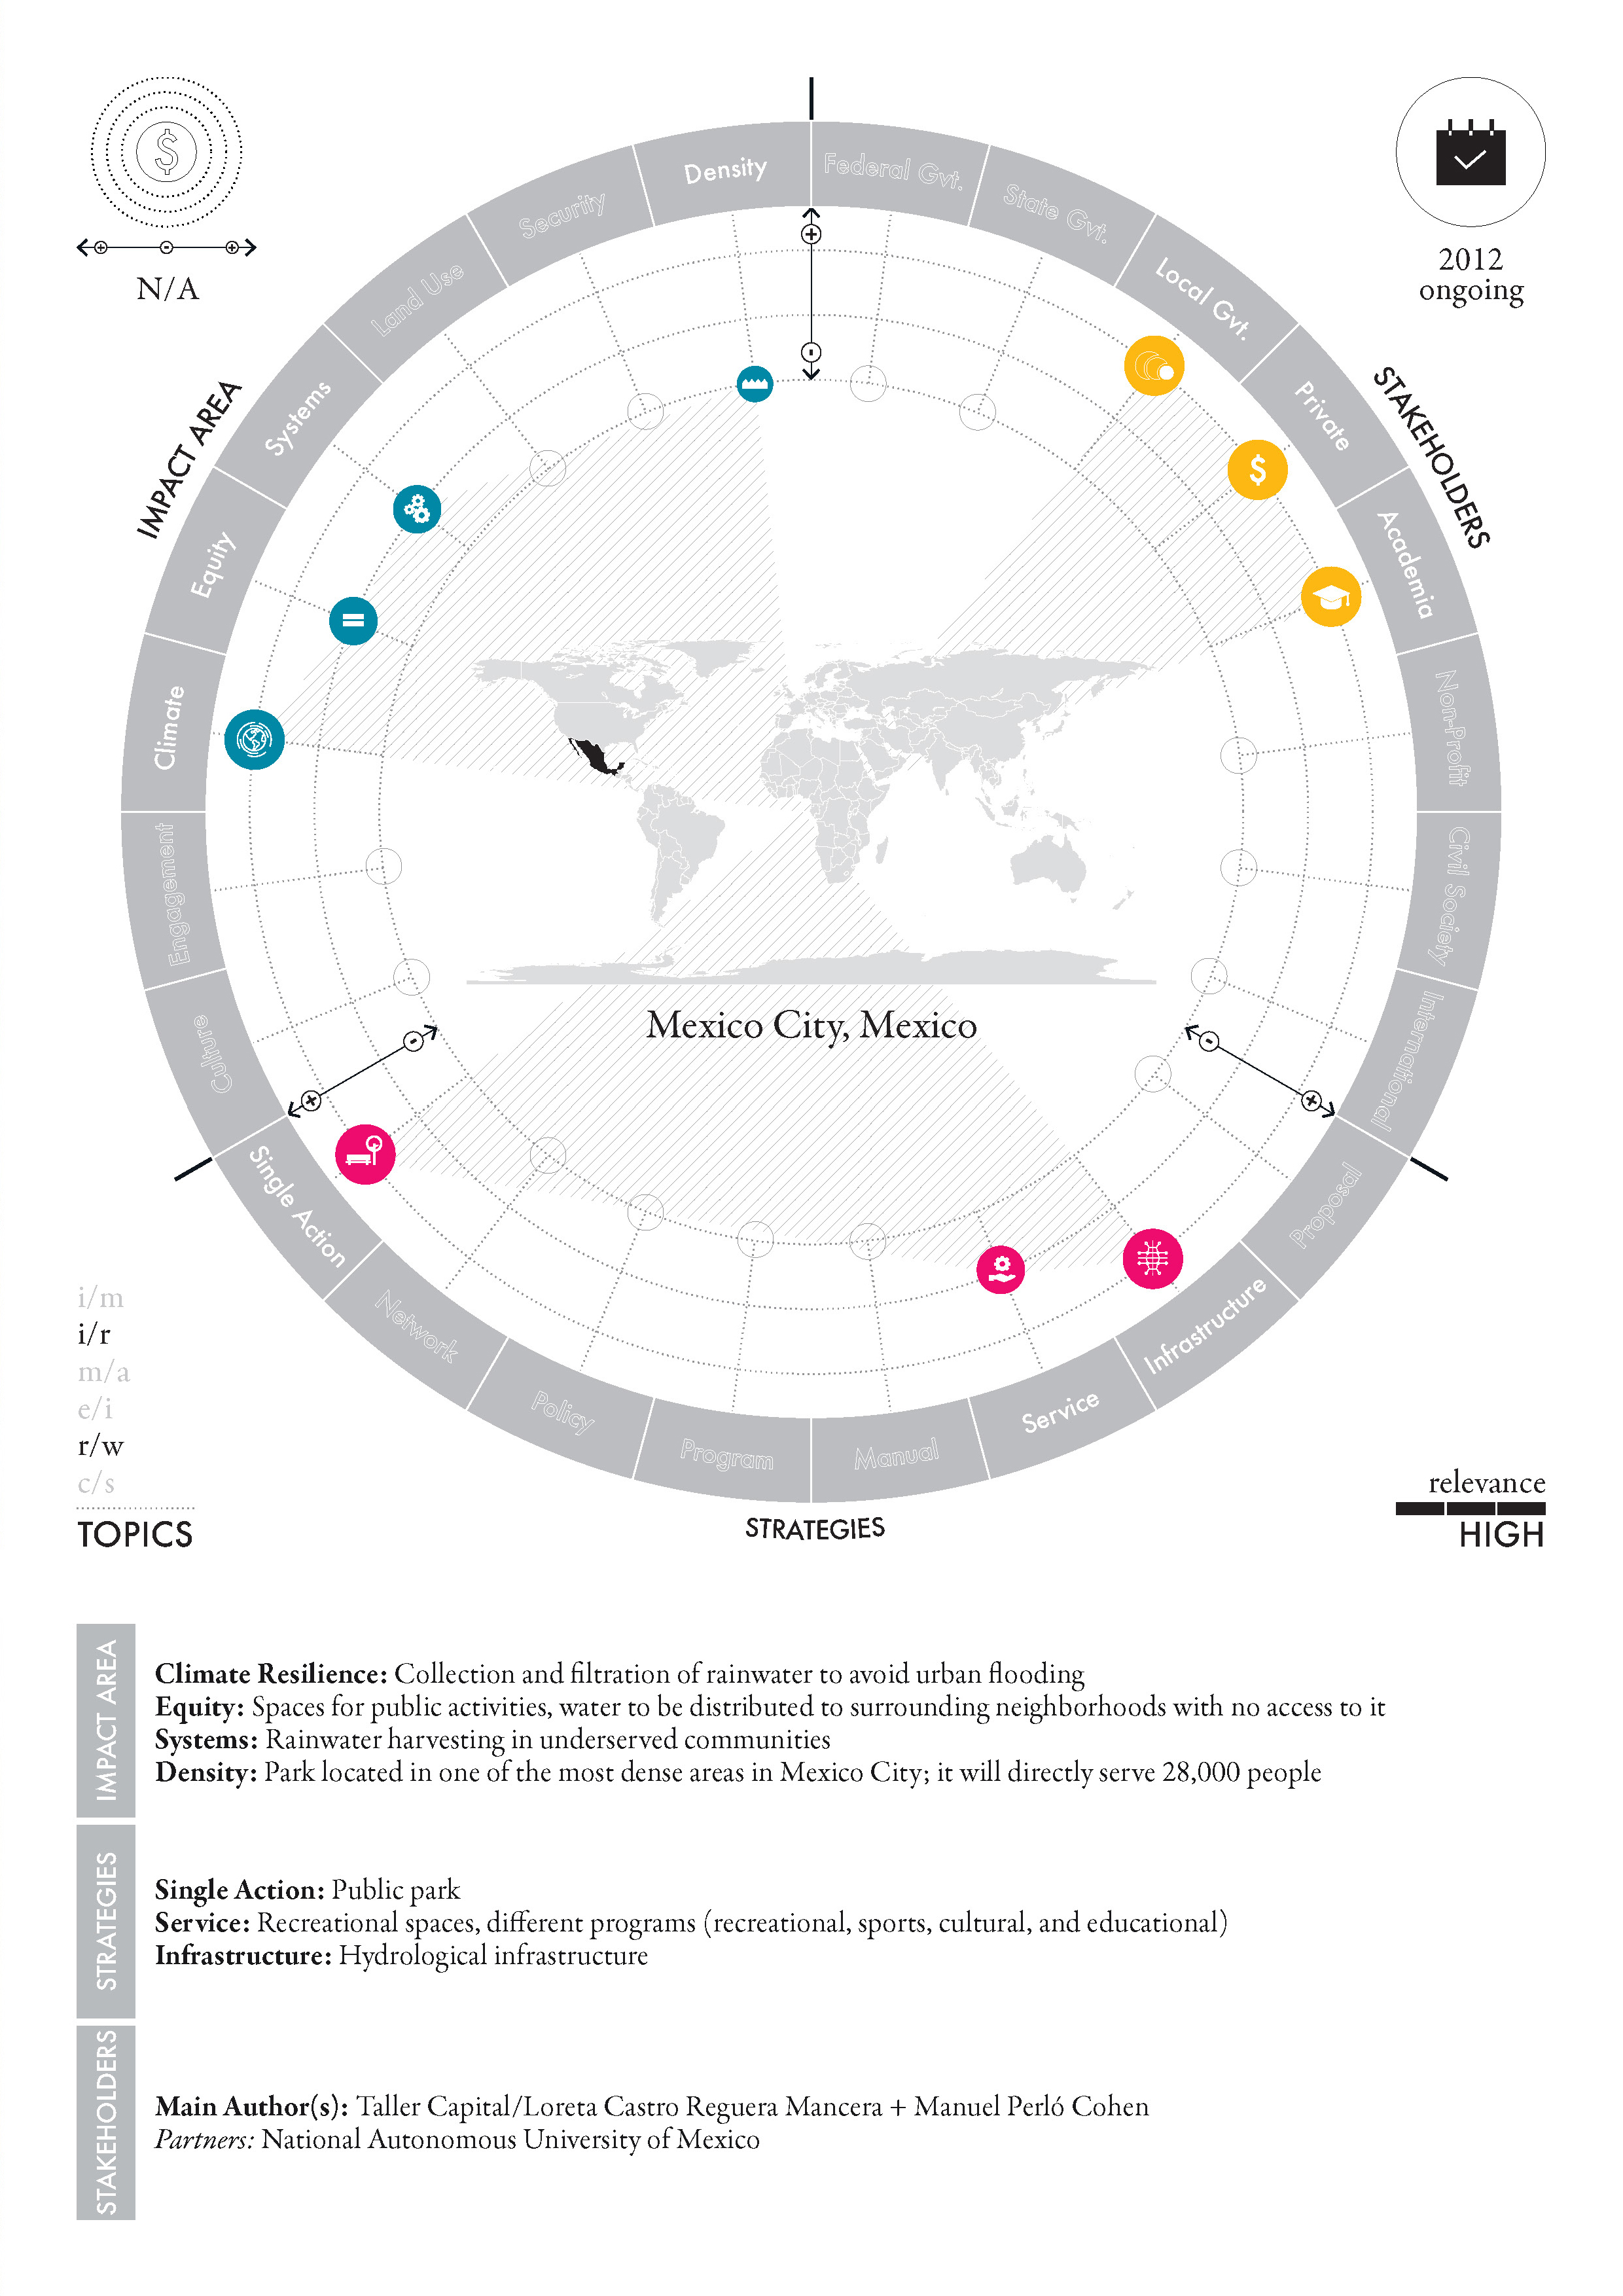 $
N/A
2012
ongoing
IMPACT AREA
STAKEHOLDERS
Density
Federal Gvt.
State Gvt.
Local Gvt.
Private
Academia
Non-Profit
Civil Society
International
Proposal
Infrastructure
Service
Manual
Program
Policy
Network
Single Action
Culture
Engagement
Climate
Equity
Systems
Land Use
Security
$
Mexico City, Mexico
i/m
i/r
m/a
e/i
r/w
c/s
TOPICS
STRATEGIES
relevance
HIGH
IMPACT AREA
Climate Resilience: Collection and filtration of rainwater to avoid urban flooding
Equity: Spaces for public activities, water to be distributed to surrounding neighborhoods with no access to it
Systems: Rainwater harvesting in underserved communities
Density: Park located in one of the most dense areas in Mexico City; it will directly serve 28,000 people
STRATEGIES
Single Action: Public park
Service: Recreational spaces, different programs (recreational, sports, cultural, and educational)
Infrastructure: Hydrological infrastructure
STAKEHOLDERS
Main Author(s): Taller Capital/Loreta Castro Reguera Mancera + Manuel Perló Cohen
Partners: National Autonomous University of Mexico